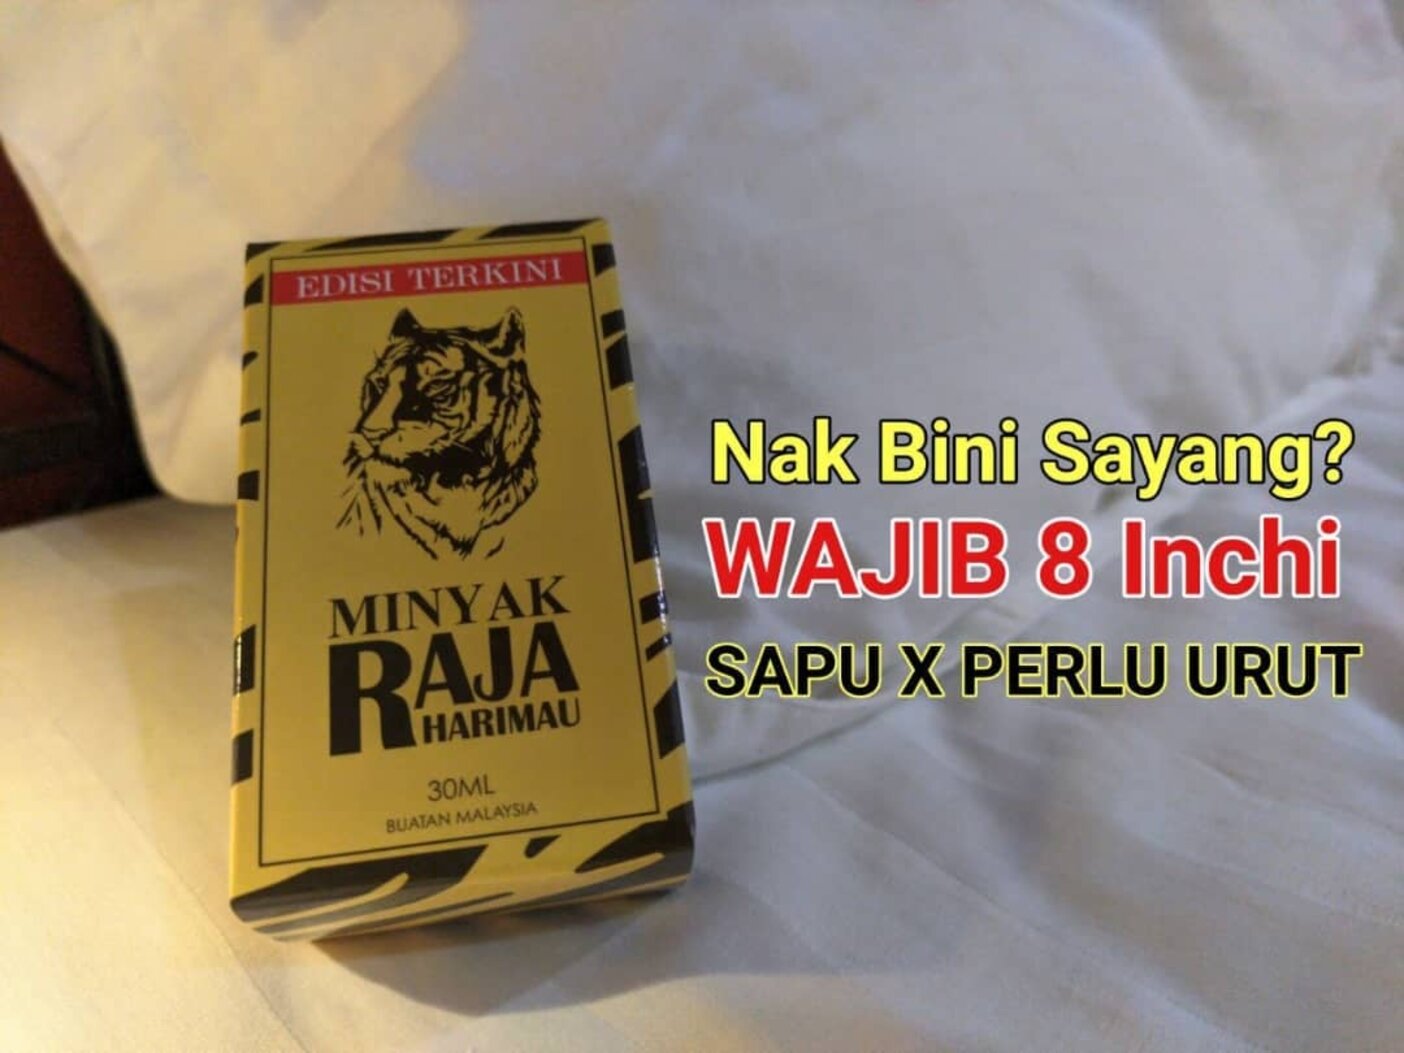 EDISI TERKINI
MINYAK
RAJA
HARIMAU
30ML
BUATAN MALAYSIA
Nak Bini Sayang?
WAJIB 8 Inchi
SAPU X PERLU URUT